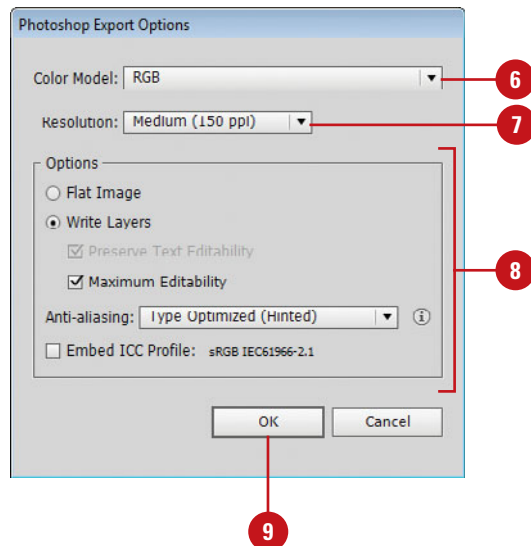 Photoshop Export Options
Color Model: RGB
6
Resolution: Medium (150 ppi)
7
Options
Flat Image
Write Layers
Preserve Text Editability
8
Maximum Editability
Anti-aliasing: Type Optimized (Hinted)
Embed ICC Profile: sRGB IEC61966-2.1
OK Cancel
9